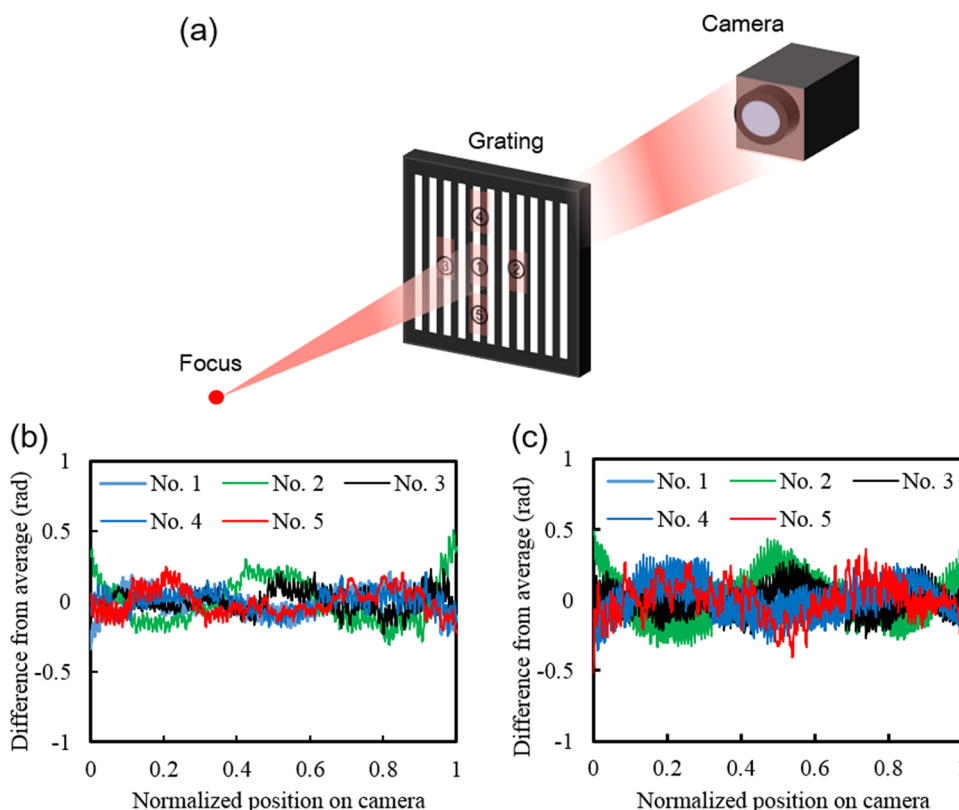 (a)
Camera
Grating
④
③ ① ②
⑤
Focus
(b)
Difference from average (rad)
1
0.5
0
-0.5
-1
No. 1 No. 2 No. 3
No. 4 No. 5
0 0.2 0.4 0.6 0.8 1
Normalized position on camera
(c)
Difference from average (rad)
1
0.5
0
-0.5
-1
No. 1 No. 2 No. 3
No. 4 No. 5
0 0.2 0.4 0.6 0.8 1
Normalized position on camera